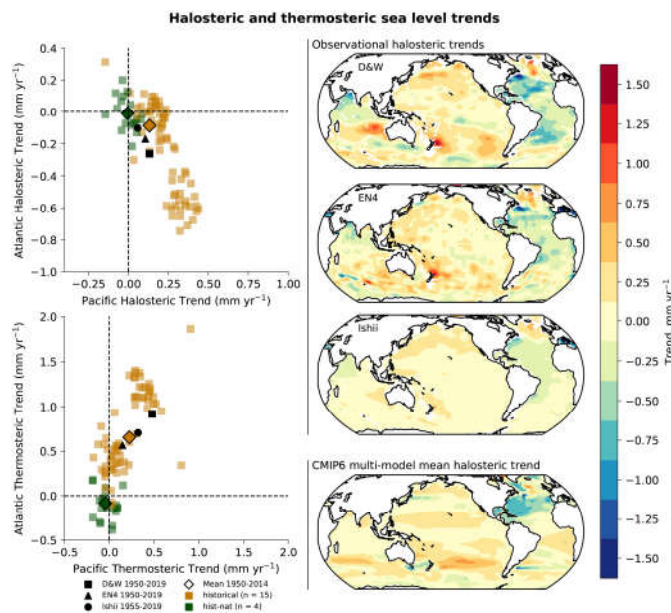 Halosteric and thermosteric sea level trends
Atlantic Halosteric Trend (mm yr⁻¹)
0.4
0.2
0.0
−0.2
−0.4
−0.6
−0.8
−1.0
−0.25 0.00 0.25 0.50 0.75 1.00
Pacific Halosteric Trend (mm yr⁻¹)
Atlantic Thermosteric Trend (mm yr⁻¹)
2.0
1.5
1.0
0.5
0.0
−0.5
−0.5 0.0 0.5 1.0 1.5 2.0
Pacific Thermosteric Trend (mm yr⁻¹)
D&W 1950-2019
EN4 1950-2019
Ishii 1955-2019
Mean 1950-2014
historical (n = 15)
hist-nat (n = 4)
Observational halosteric trends
D&W
EN4
Ishii
CMIP6 multi-model mean halosteric trend
1.50
1.25
1.00
0.75
0.50
0.25
0.00
−0.25
−0.50
−0.75
−1.00
−1.25
−1.50
Trend, mm yr⁻¹